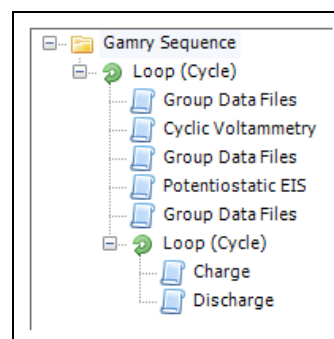 Gamry Sequence
Loop (Cycle)
Group Data Files
Cyclic Voltammetry
Group Data Files
Potentiostatic EIS
Group Data Files
Loop (Cycle)
Charge
Discharge